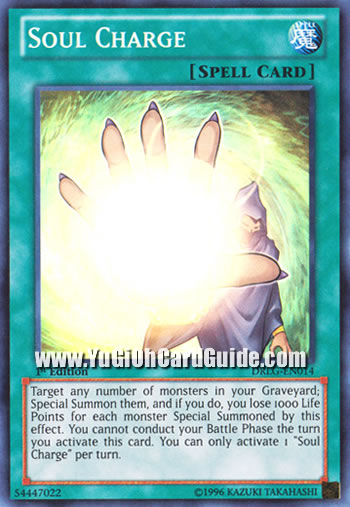 SOUL CHARGE
魔
[SPELL CARD]
www.YuGiOhCardGuide.com
1st Edition
DRLG-EN014
Target any number of monsters in your Graveyard;
Special Summon them, and if you do, you lose 1000 Life
Points for each monster Special Summoned by this
effect. You cannot conduct your Battle Phase the turn
you activate this card. You can only activate 1 "Soul
Charge" per turn.
54447022
©1996 KAZUKI TAKAHASHI